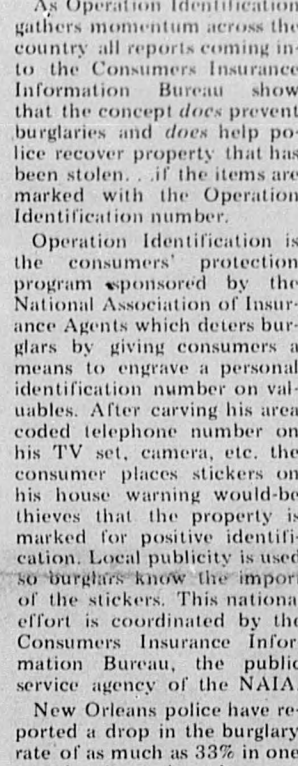 As Operation Identification
gathers momentum across the
country all reports coming in-
to the Consumers Insurance
Information Bureau show
that the concept does prevent
burglaries and does help po-
lice recover property that has
been stolen. . .if the items are
marked with the Operation
Identification number.
Operation Identification is
the consumers' protection
program sponsored by the
National Association of Insur-
ance Agents which deters bur-
glars by giving consumers a
means to engrave a personal
identification number on val-
uables. After carving his area
coded telephone number on
his TV set, camera, etc. the
consumer places stickers on
his house warning would-be
thieves that the property is
marked for positive identifi-
cation. Local publicity is used
so burglars know the import
of the stickers. This nationa
effort is coordinated by the
Consumers Insurance Infor
mation Bureau, the public
service agency of the NAIA.
New Orleans police have re-
ported a drop in the burglary
rate of as much as 33% in one